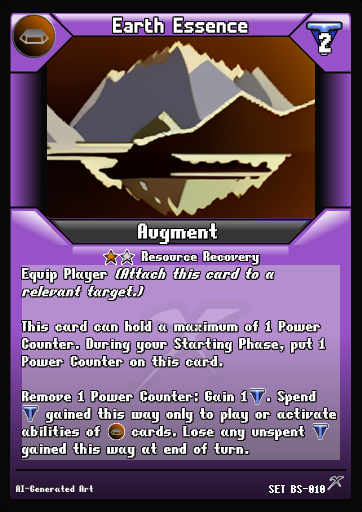 Earth Essence
2
Augment
Resource Recovery
Equip Player (Attach this card to a
relevant target.)
This card can hold a maximum of 1 Power
Counter. During your Starting Phase, put 1
Power Counter on this card.
Remove 1 Power Counter: Gain 1 . Spend
gained this way only to play or activate
abilities of cards. Lose any unspent
gained this way at end of turn.
AI-Generated Art
SET BS-010